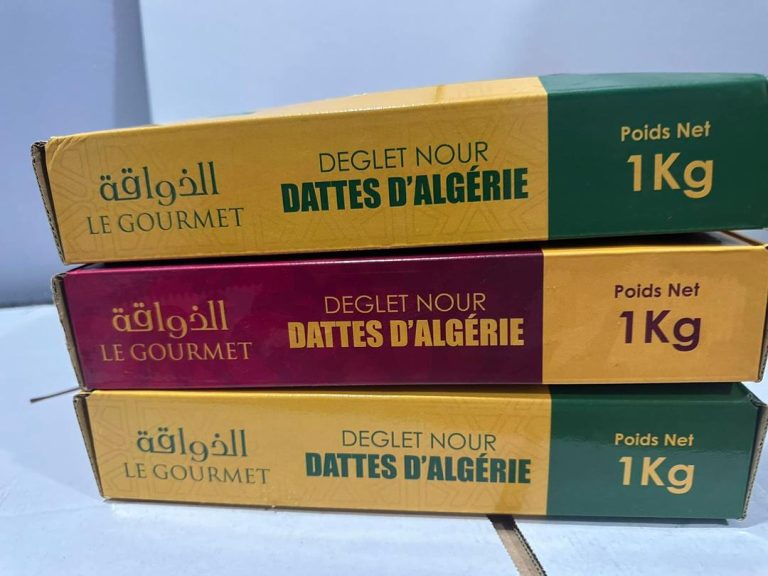 الذواقة
LE GOURMET
DEGLET NOUR
DATTES D'ALGÉRIE
Poids Net
1Kg
الذواقة
LE GOURMET
DEGLET NOUR
DATTES D'ALGÉRIE
Poids Net
1Kg
الذواقة
LE GOURMET
DEGLET NOUR
DATTES D'ALGÉRIE
Poids Net
1Kg